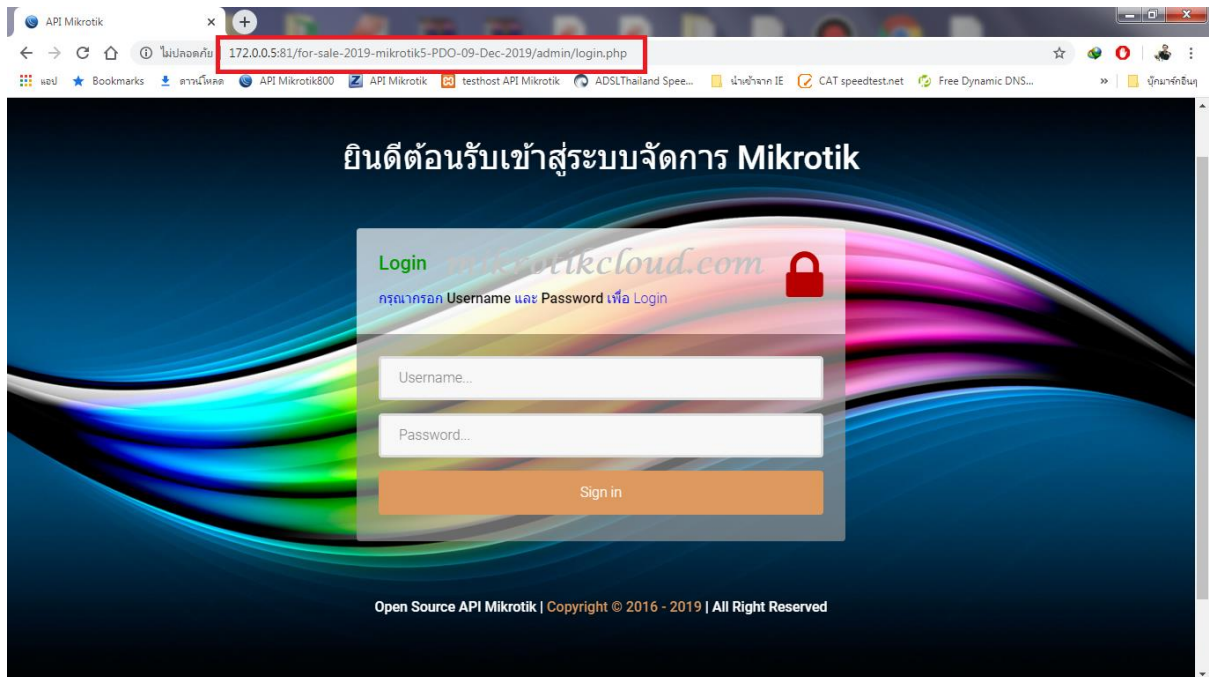 API Mikrotik
ไม่ปลอดภัย | 172.0.0.5:81/for-sale-2019-mikrotik5-PDO-09-Dec-2019/admin/login.php
แอป Bookmarks ดาวน์โหลด API Mikrotik800 API Mikrotik testhost API Mikrotik ADSLThailand Spee... นำเข้าจาก IE CAT speedtest.net Free Dynamic DNS... » บุ๊กมาร์กอื่นๆ
ยินดีต้อนรับเข้าสู่ระบบจัดการ Mikrotik
Login
mikrotikcloud.com
กรุณากรอก Username และ Password เพื่อ Login
Username...
Password...
Sign in
Open Source API Mikrotik | Copyright © 2016 - 2019 | All Right Reserved